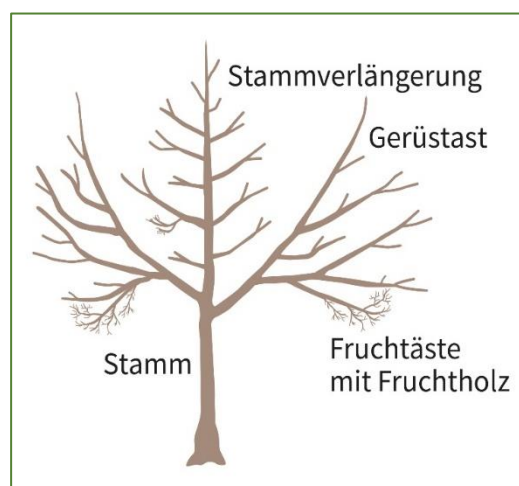 Stammverlängerung
Gerüstast
Stamm
Fruchtäste
mit Fruchtholz